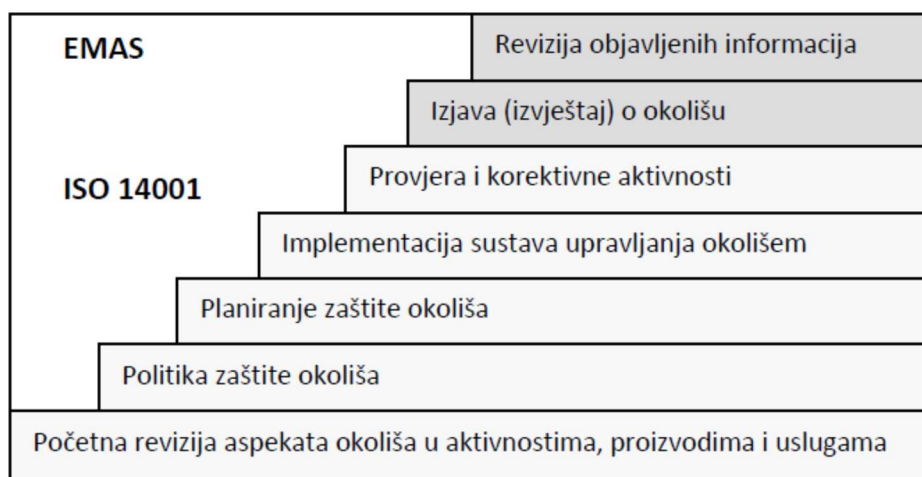 EMAS
Revizija objavljenih informacija
Izjava (izvještaj) o okolišu
ISO 14001
Provjera i korektivne aktivnosti
Implementacija sustava upravljanja okolišem
Planiranje zaštite okoliša
Politika zaštite okoliša
Početna revizija aspekata okoliša u aktivnostima, proizvodima i uslugama